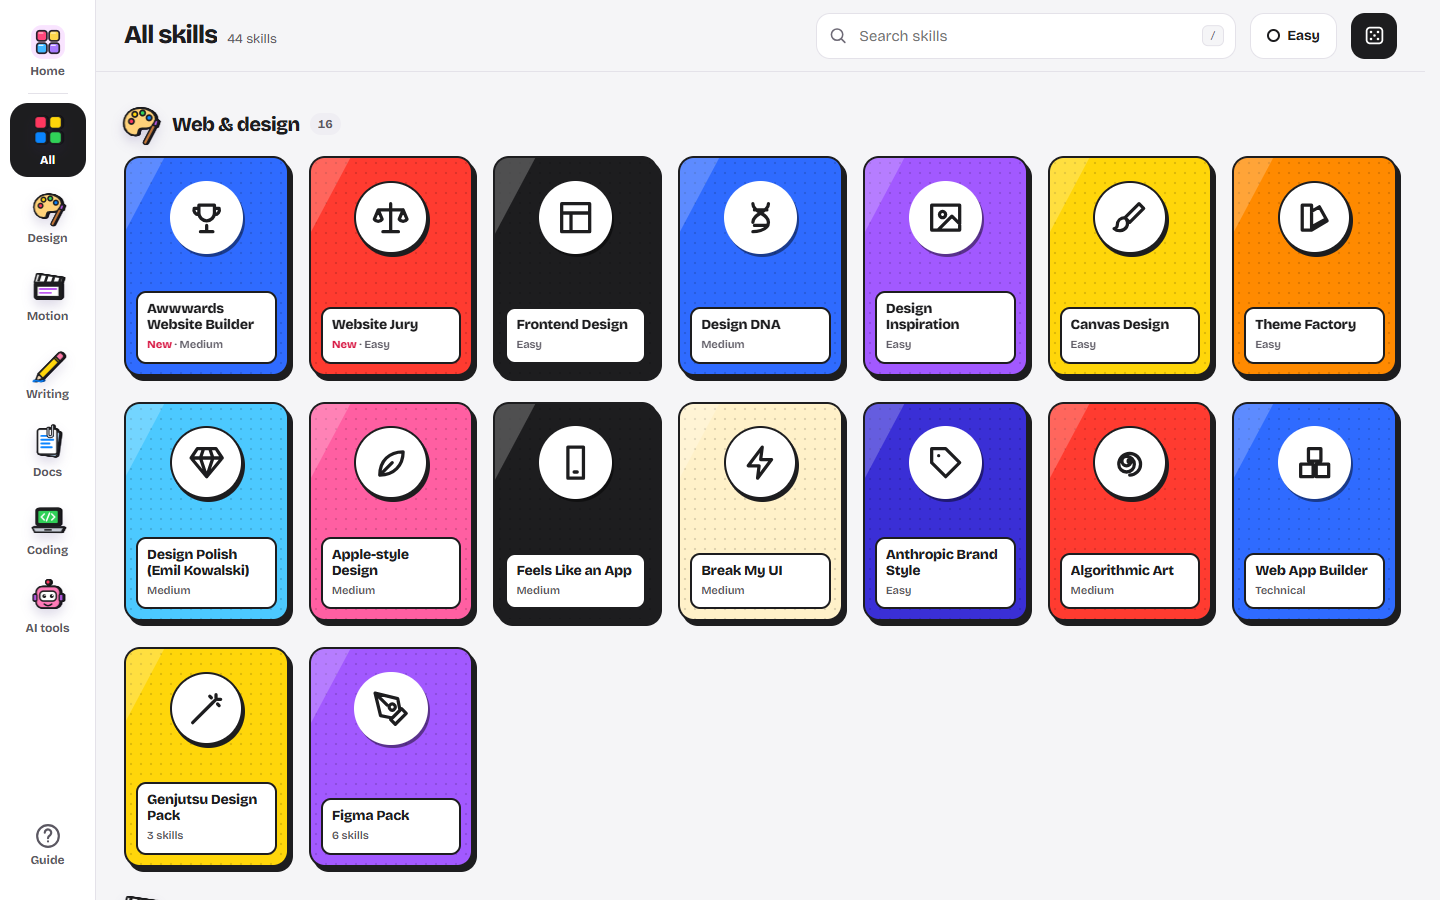 Home
All
Design
Motion
Writing
Docs
Coding
AI tools
Guide
All skills 44 skills
Search skills /
Easy
Web & design 16
Awwwards
Website Builder
New · Medium
Website Jury
New · Easy
Frontend Design
Easy
Design DNA
Medium
Design
Inspiration
Easy
Canvas Design
Easy
Theme Factory
Easy
Design Polish
(Emil Kowalski)
Medium
Apple-style
Design
Medium
Feels Like an App
Medium
Break My UI
Medium
Anthropic Brand
Style
Easy
Algorithmic Art
Medium
Web App Builder
Technical
Genjutsu Design
Pack
3 skills
Figma Pack
6 skills